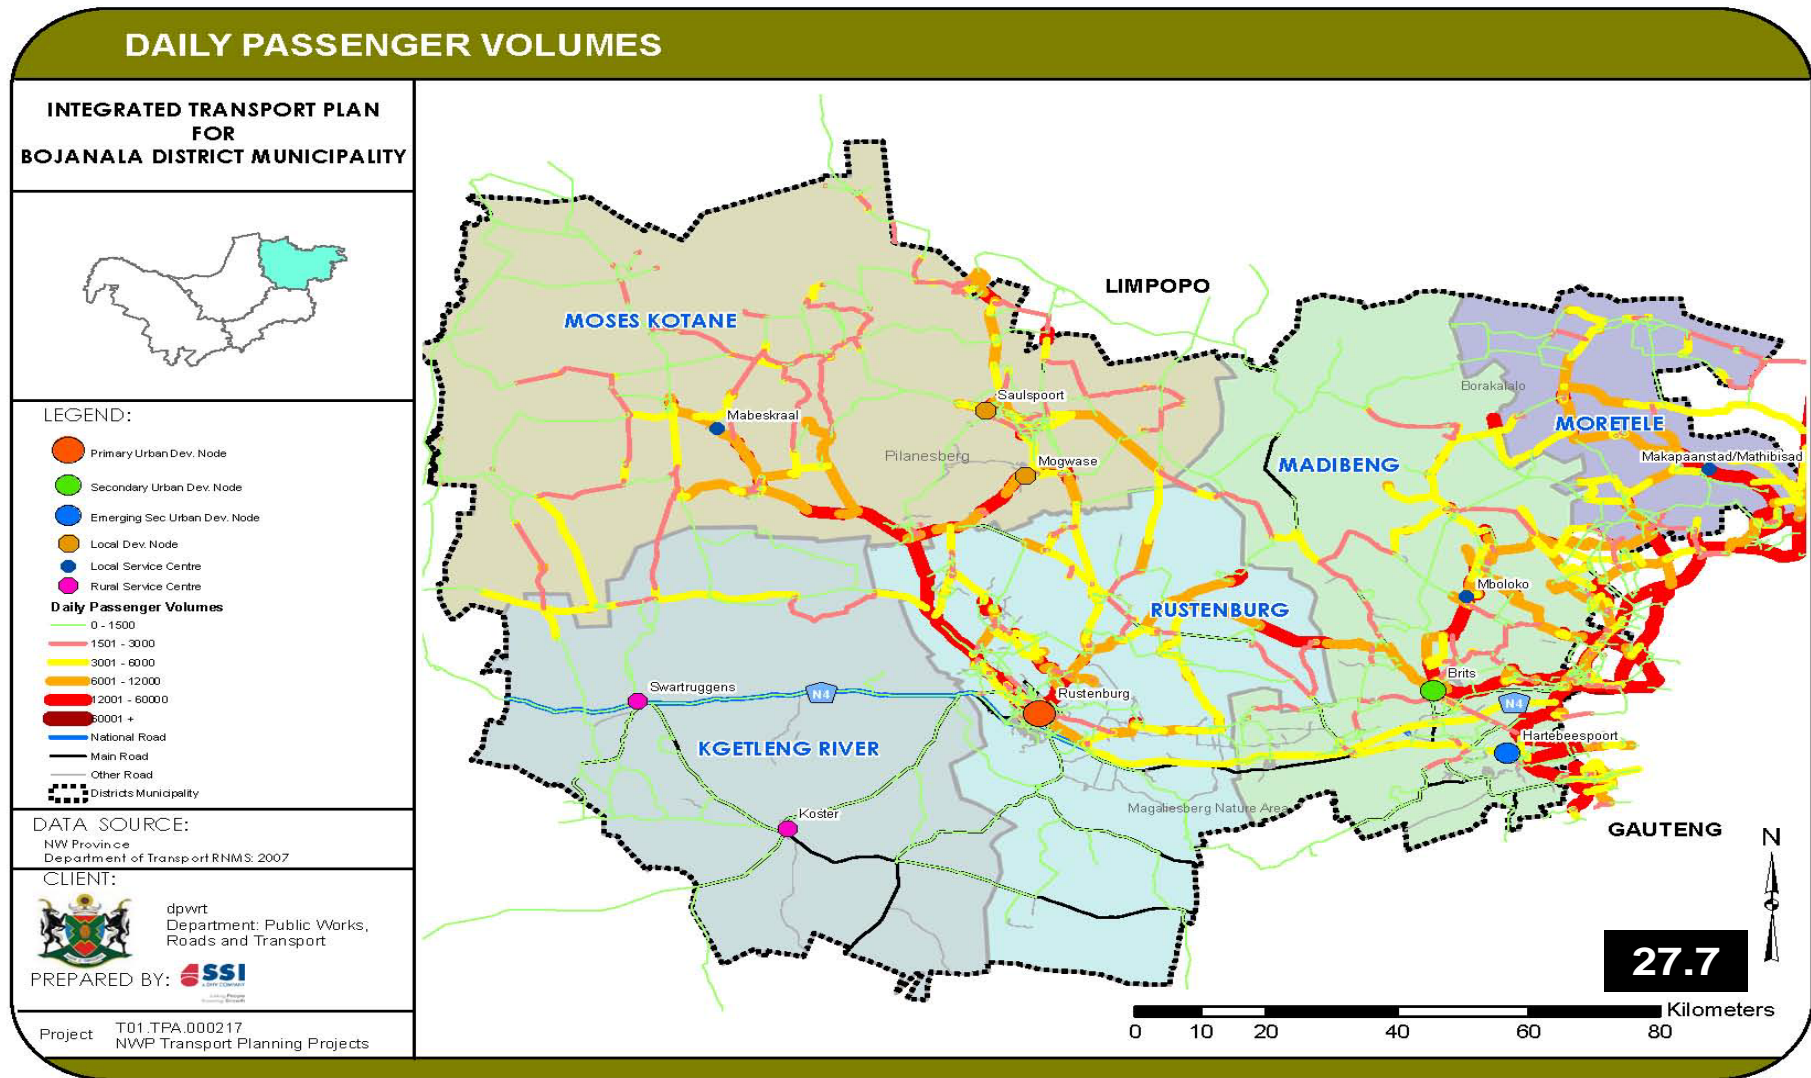 DAILY PASSENGER VOLUMES
INTEGRATED TRANSPORT PLAN
FOR
BOJANALA DISTRICT MUNICIPALITY
LEGEND:
Primary Urban Dev. Node
Secondary Urban Dev. Node
Emerging Sec Urban Dev. Node
Local Dev. Node
Local Service Centre
Rural Service Centre
Daily Passenger Volumes
0 - 1500
1501 - 3000
3001 - 6000
6001 - 12000
12001 - 60000
60001 +
National Road
Main Road
Other Road
Districts Municipality
DATA SOURCE:
NW Province
Department of Transport RNMS: 2007
CLIENT:
dpwrt
Department: Public Works,
Roads and Transport
PREPARED BY:
SSI
A DHV COMPANY
Project
T01.TPA.000217
NWP Transport Planning Projects
LIMPOPO
MOSES KOTANE
Saulspoort
Borakalalo
Mabeskraal
MORETELE
Pilanesberg
Mogwase
MADIBENG
Makapaanstad/Mathibisad
Mboloko
RUSTENBURG
Swartruggens
N4
Rustenburg
Brits
N4
KGETLENG RIVER
Hartebeespoort
Koster
Magaliesberg Nature Area
GAUTENG
N
27.7
Kilometers
0 10 20 40 60 80